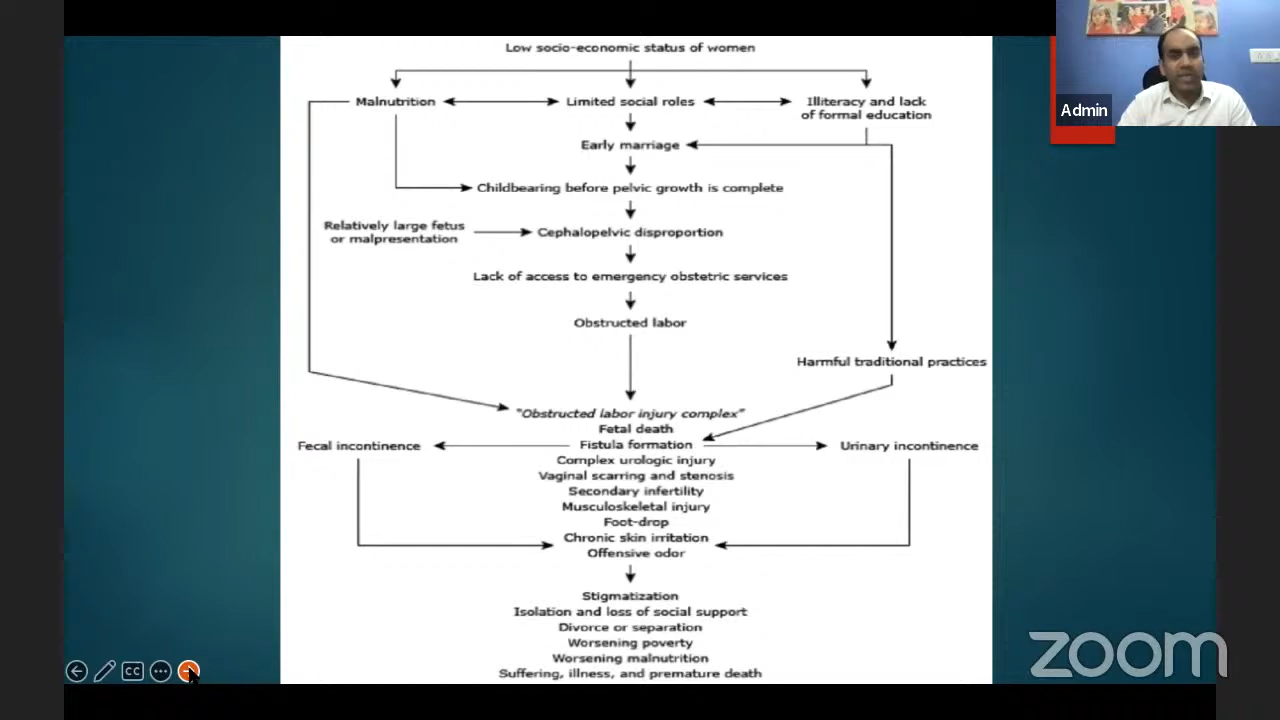 Low socio-economic status of women
Malnutrition
Limited social roles
Illiteracy and lack
of formal education
Early marriage
Childbearing before pelvic growth is complete
Relatively large fetus
or malpresentation
Cephalopelvic disproportion
Lack of access to emergency obstetric services
Obstructed labor
Harmful traditional practices
"Obstructed labor injury complex"
Fetal death
Fecal incontinence
Fistula formation
Urinary incontinence
Complex urologic injury
Vaginal scarring and stenosis
Secondary infertility
Musculoskeletal injury
Foot-drop
Chronic skin irritation
Offensive odor
Stigmatization
Isolation and loss of social support
Divorce or separation
Worsening poverty
Worsening malnutrition
Suffering, illness, and premature death
Admin
CC
zoom